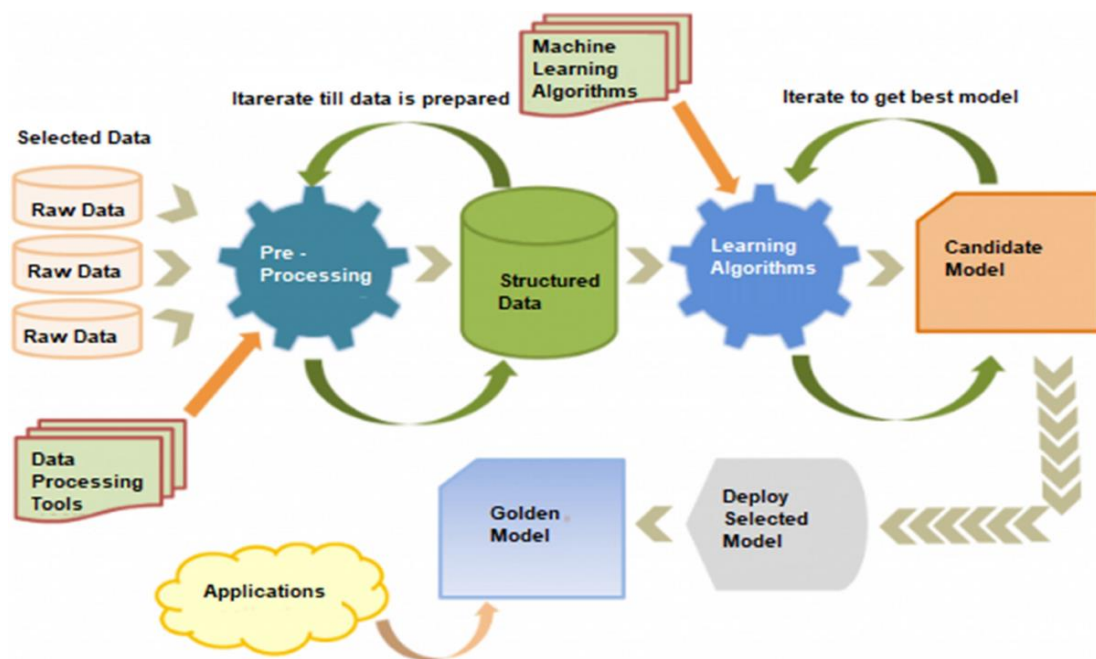 Machine
Learning
Algorithms
Itarerate till data is prepared
Iterate to get best model
Selected Data
Raw Data
Raw Data
Raw Data
Pre -
Processing
Structured
Data
Learning
Algorithms
Candidate
Model
Data
Processing
Tools
Golden
Model
Deploy
Selected
Model
Applications